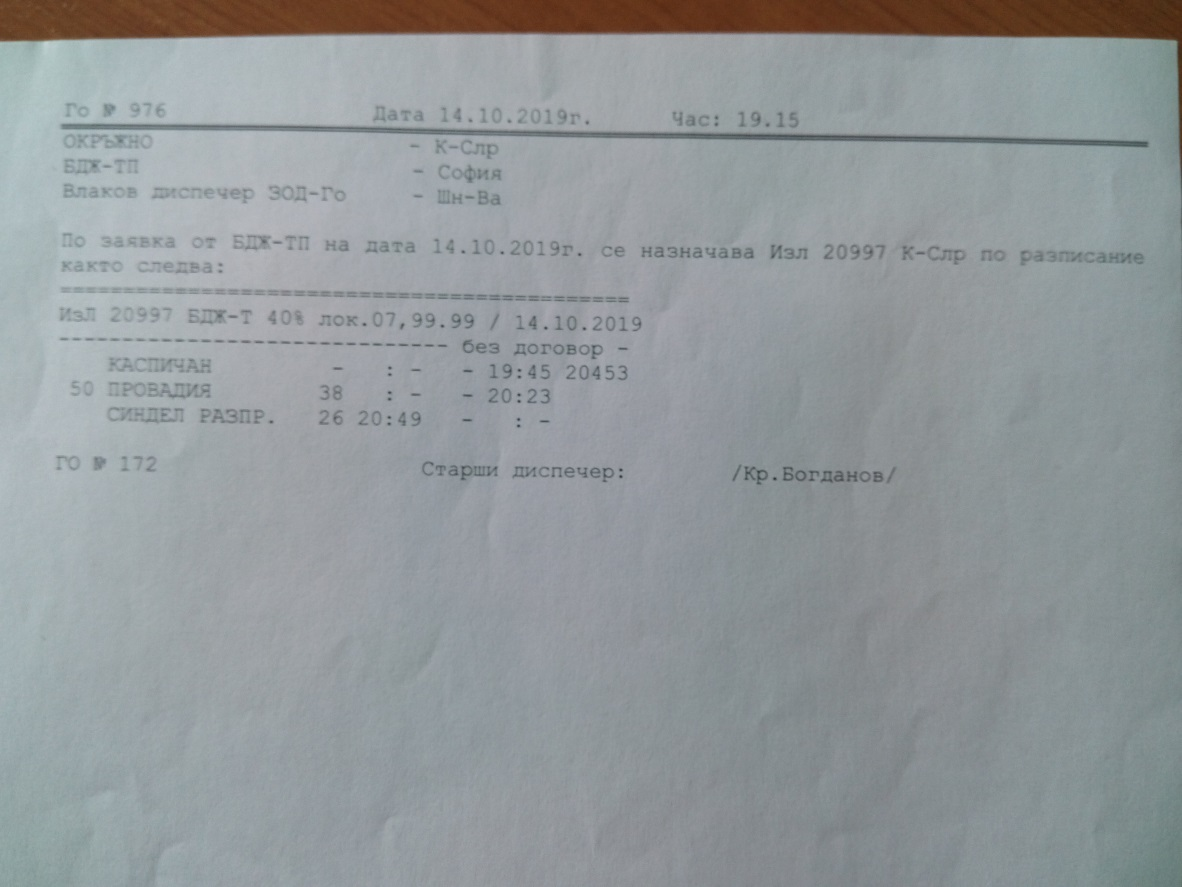 Го № 976 Дата 14.10.2019г. Час: 19.15
ОКРЪЖНО - К-Слр
БДЖ-ТП - София
Влаков диспечер ЗОД-Го - Шн-Ва
По заявка от БДЖ-ТП на дата 14.10.2019г. се назначава Изл 20997 К-Слр по разписание
както следва:
============================================
ИзЛ 20997 БДЖ-Т 40% лок.07,99.99 / 14.10.2019
------------------------------ без договор -
КАСПИЧАН - : - - 19:45 20453
50 ПРОВАДИЯ 38 : - - 20:23
СИНДЕЛ РАЗПР. 26 20:49 - : -
ГО № 172 Старши диспечер: /Кр.Богданов/